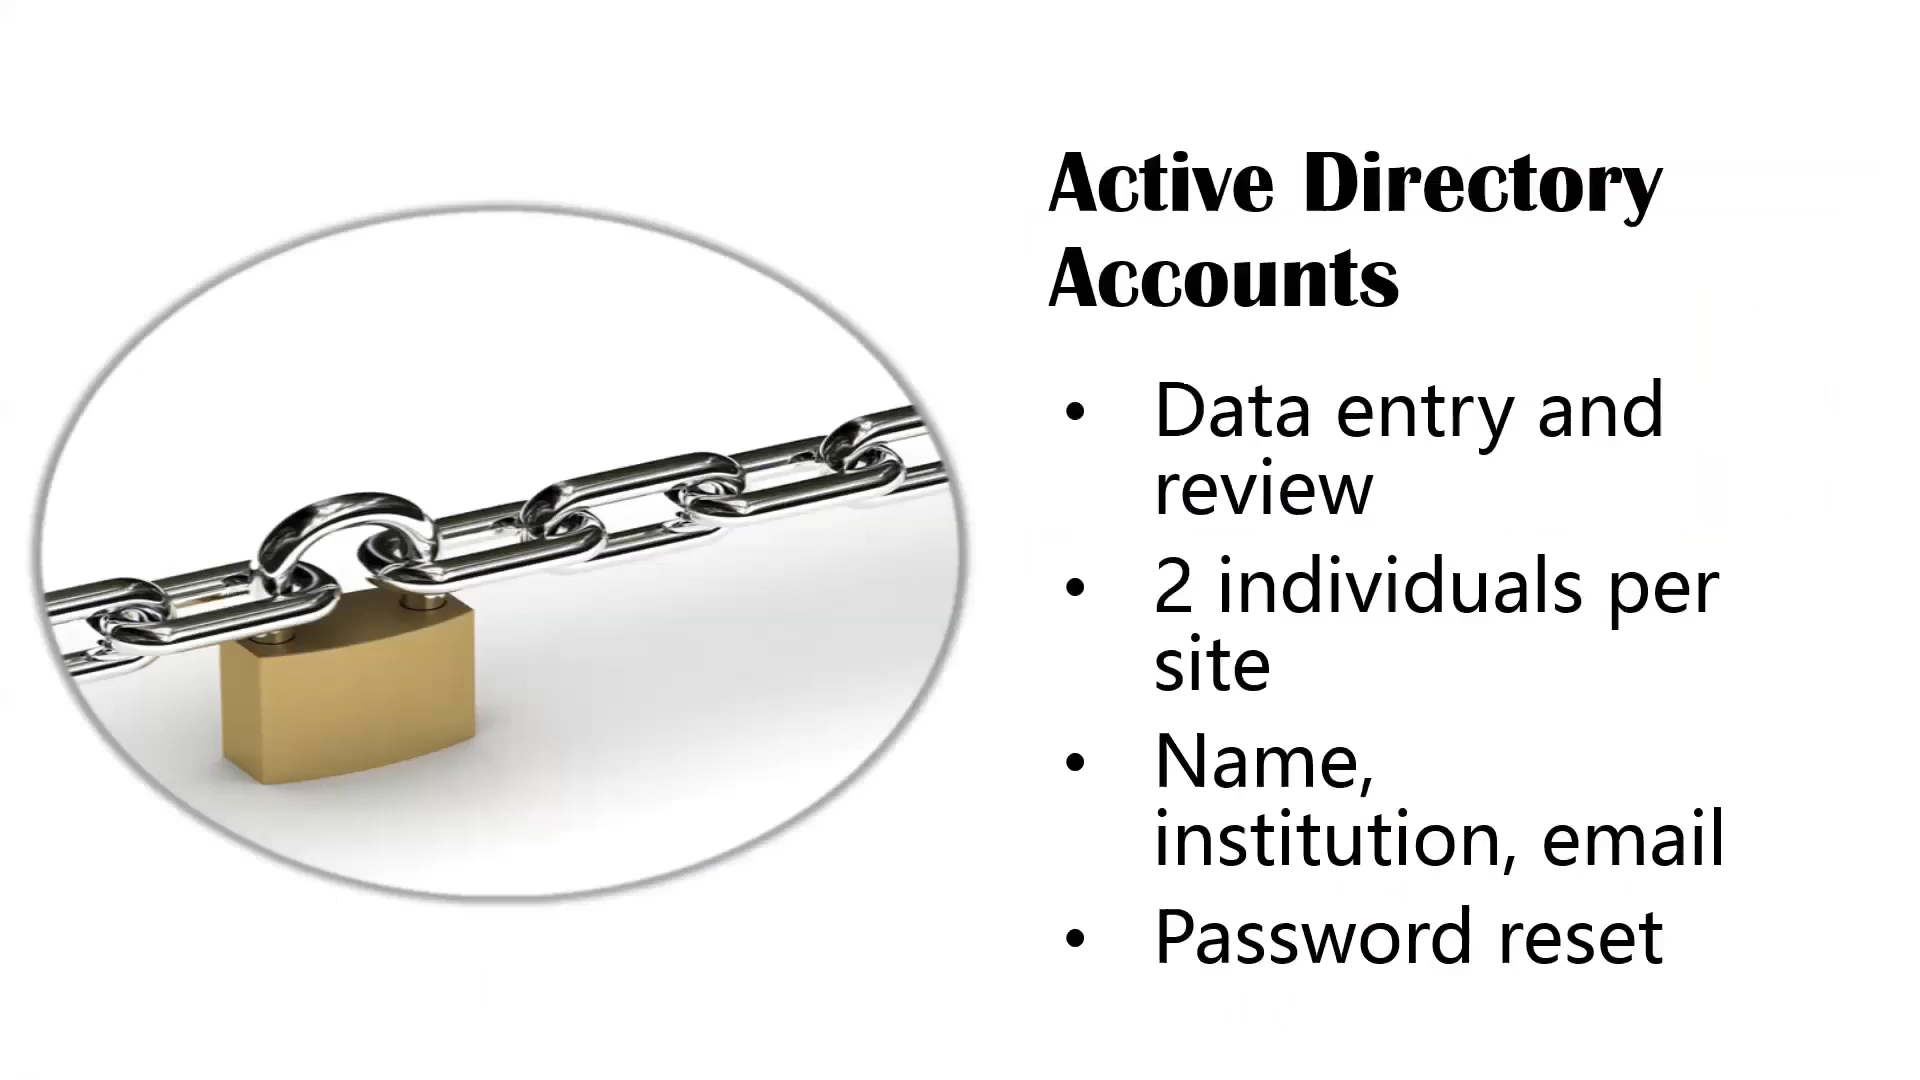 Active Directory
Accounts
• Data entry and
review
• 2 individuals per
site
• Name,
institution, email
• Password reset